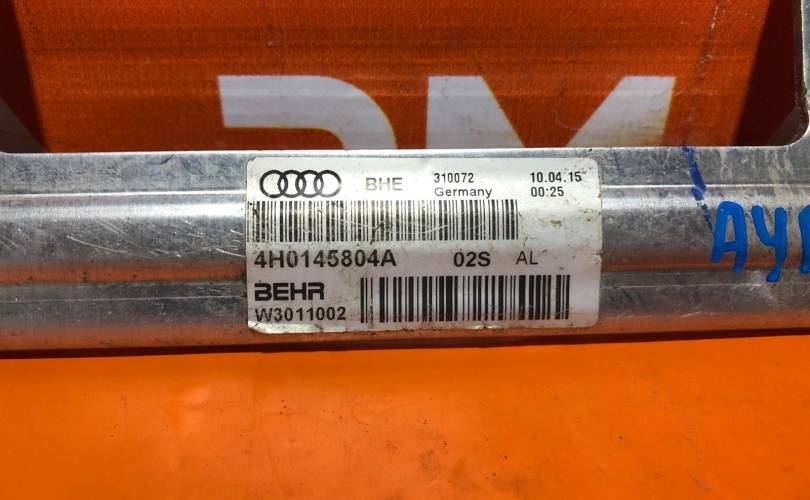 BHE 310072 10.04.15
Germany 00:25
4H0145804A 02S AL
BEHR
W3011002